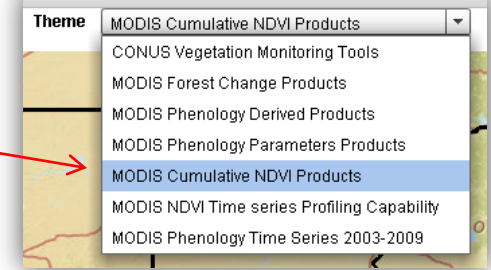 Theme MODIS Cumulative NDVI Products
CONUS Vegetation Monitoring Tools
MODIS Forest Change Products
MODIS Phenology Derived Products
MODIS Phenology Parameters Products
MODIS Cumulative NDVI Products
MODIS NDVI Time series Profiling Capability
MODIS Phenology Time Series 2003-2009